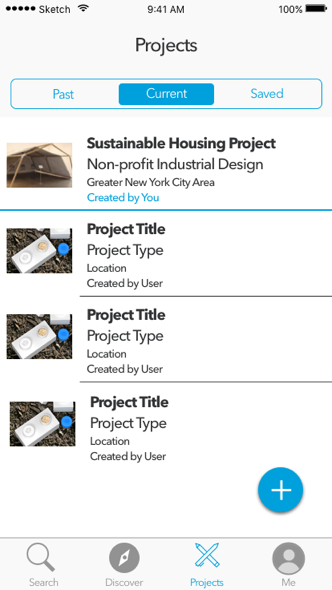 Sketch 9:41 AM 100%
Projects
Past Current Saved
Sustainable Housing Project
Non-profit Industrial Design
Greater New York City Area
Created by You
Project Title
Project Type
Location
Created by User
Project Title
Project Type
Location
Created by User
Project Title
Project Type
Location
Created by User
Search Discover Projects Me